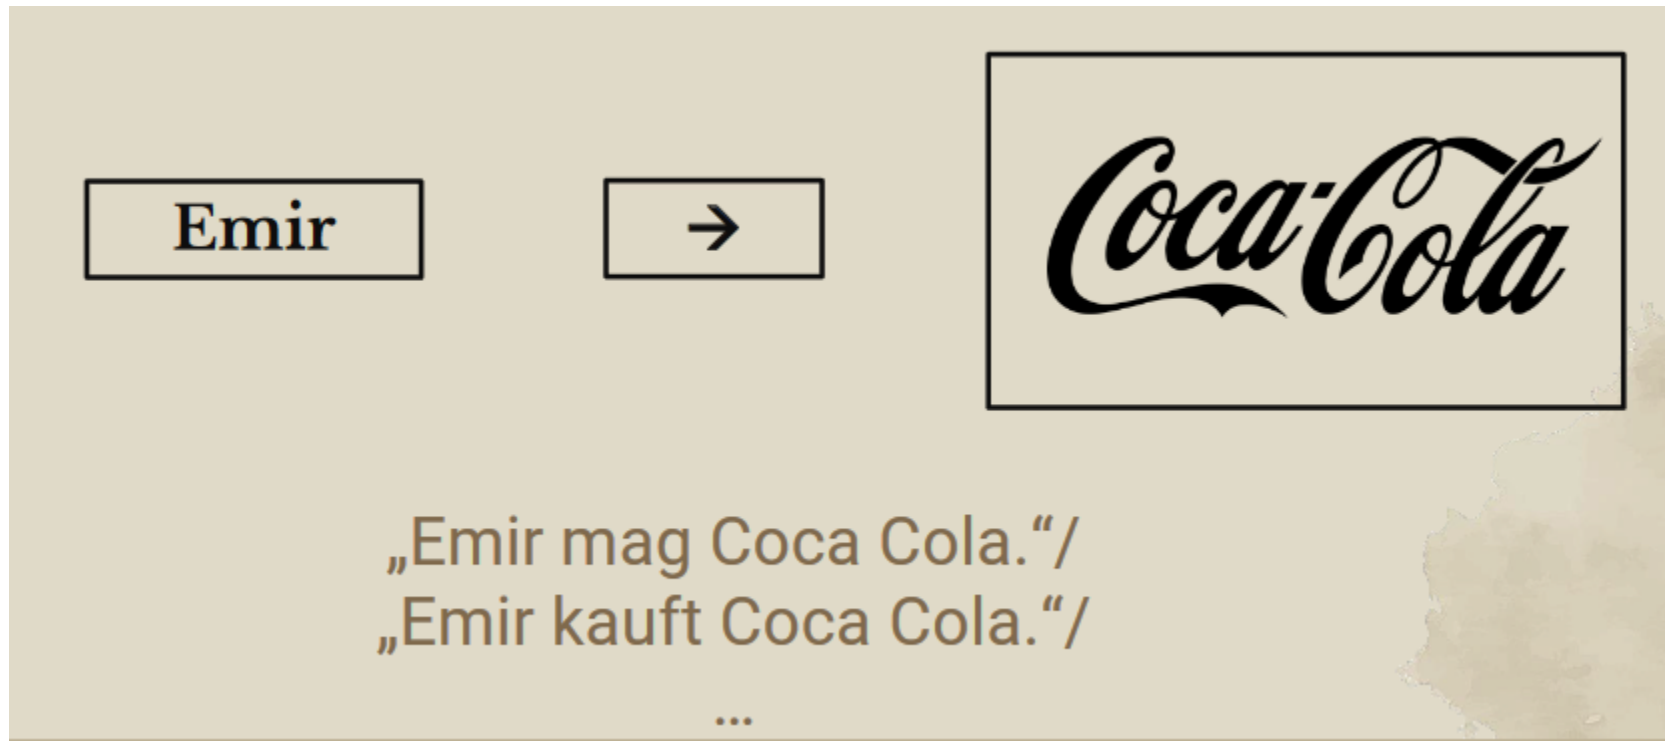 Emir
→
Coca-Cola
„Emir mag Coca Cola.“/
„Emir kauft Coca Cola.“/
...